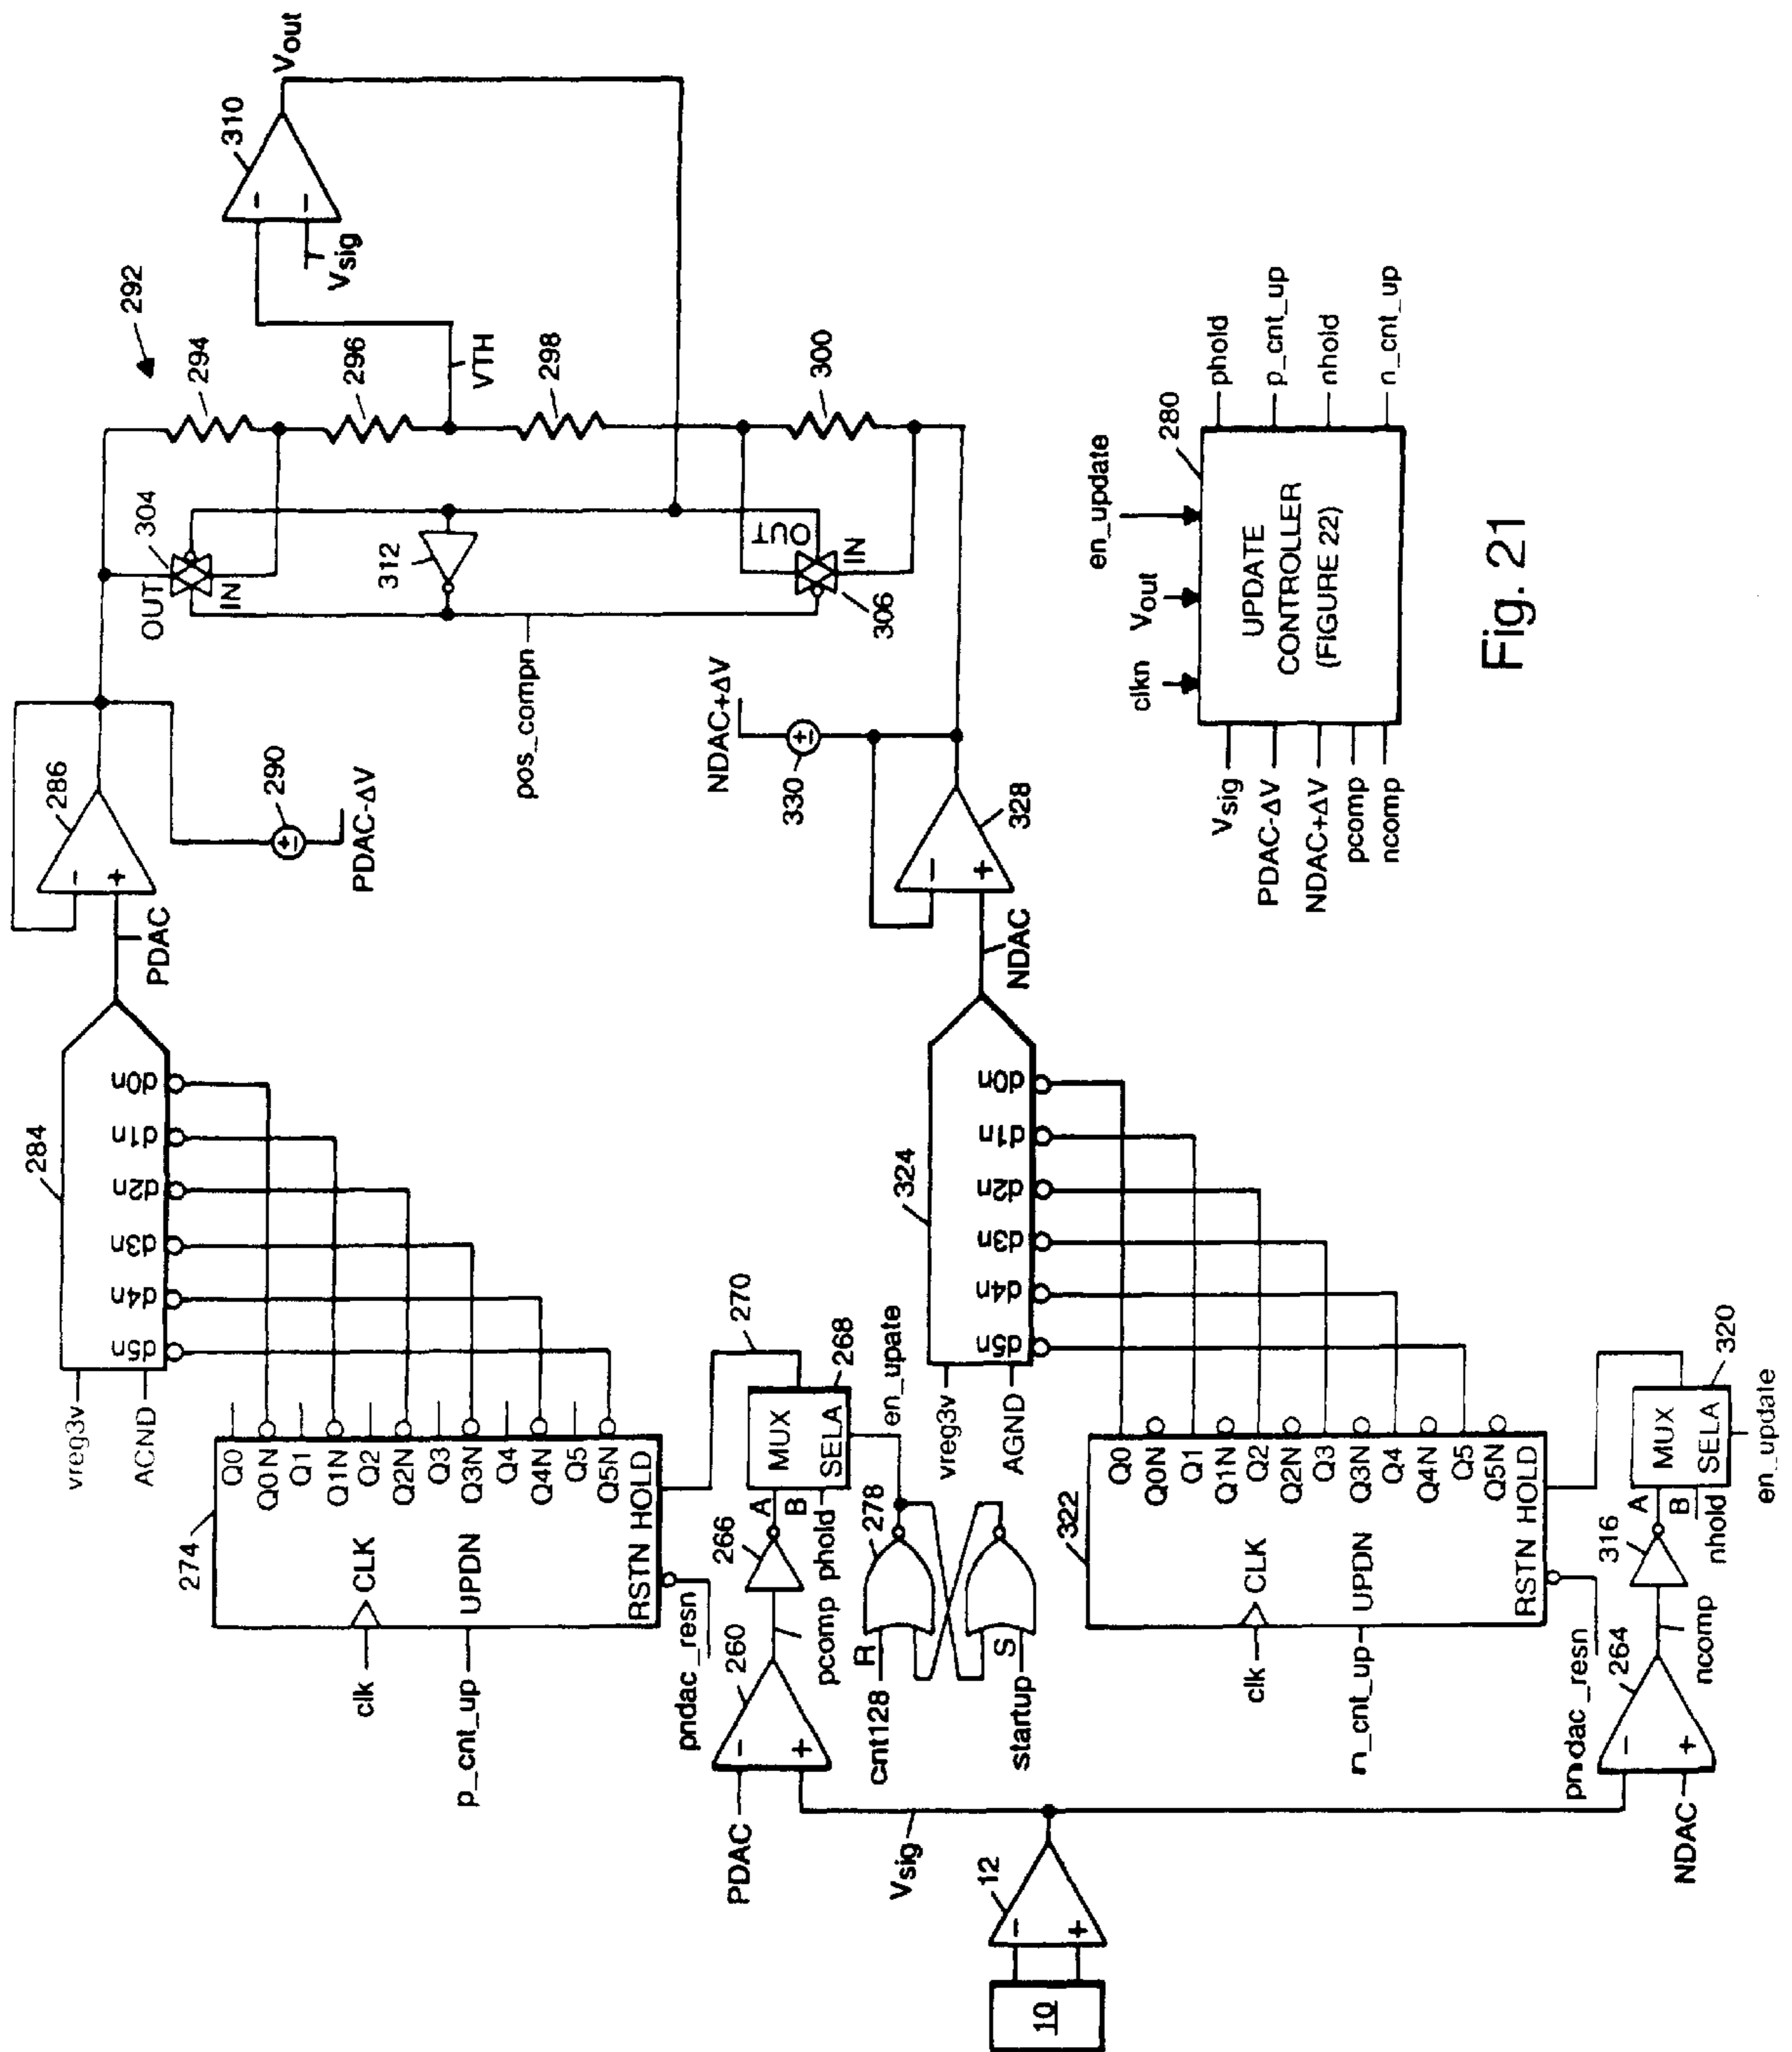 Vout
310
Vsig
292
294
296
VTH
298
300
304
OUT
IN
312
OUT
IN
306
pos_compn
286
290
PDAC-ΔV
PDAC
NDAC+ΔV
330
328
NDAC
284
vreg3v
ACND
d5n d4n d3n d2n d1n d0n
274
Q0
Q0 N
Q1
Q1N
Q2
Q2N
Q3
Q3N
Q4
Q4N
Q5
Q5N
CLK
UPDN
RSTN HOLD
clk
p_cnt_up
pndac _resn
270
268
MUX
SELA
A
B
266
phold
pcomp
260
PDAC
en_upate
278
R
cnt128
S
startup
324
vreg3v
AGND
d5n d4n d3n d2n d1n d0n
322
Q0
Q0N
Q1
Q1N
Q2
Q2N
Q3
Q3N
Q4
Q4N
Q5
Q5N
CLK
UPDN
RSTN HOLD
clk
n_cnt_up
pndac _resn
320
MUX
SELA
A
B
316
nhold
en_update
ncomp
264
NDAC
Vsig
12
10
280
en_update
Vout
clkn
UPDATE
CONTROLLER
(FIGURE 22)
phold
p_cnt_up
nhold
n_cnt_up
Vsig
PDAC-ΔV
NDAC+ΔV
pcomp
ncomp
Fig. 21